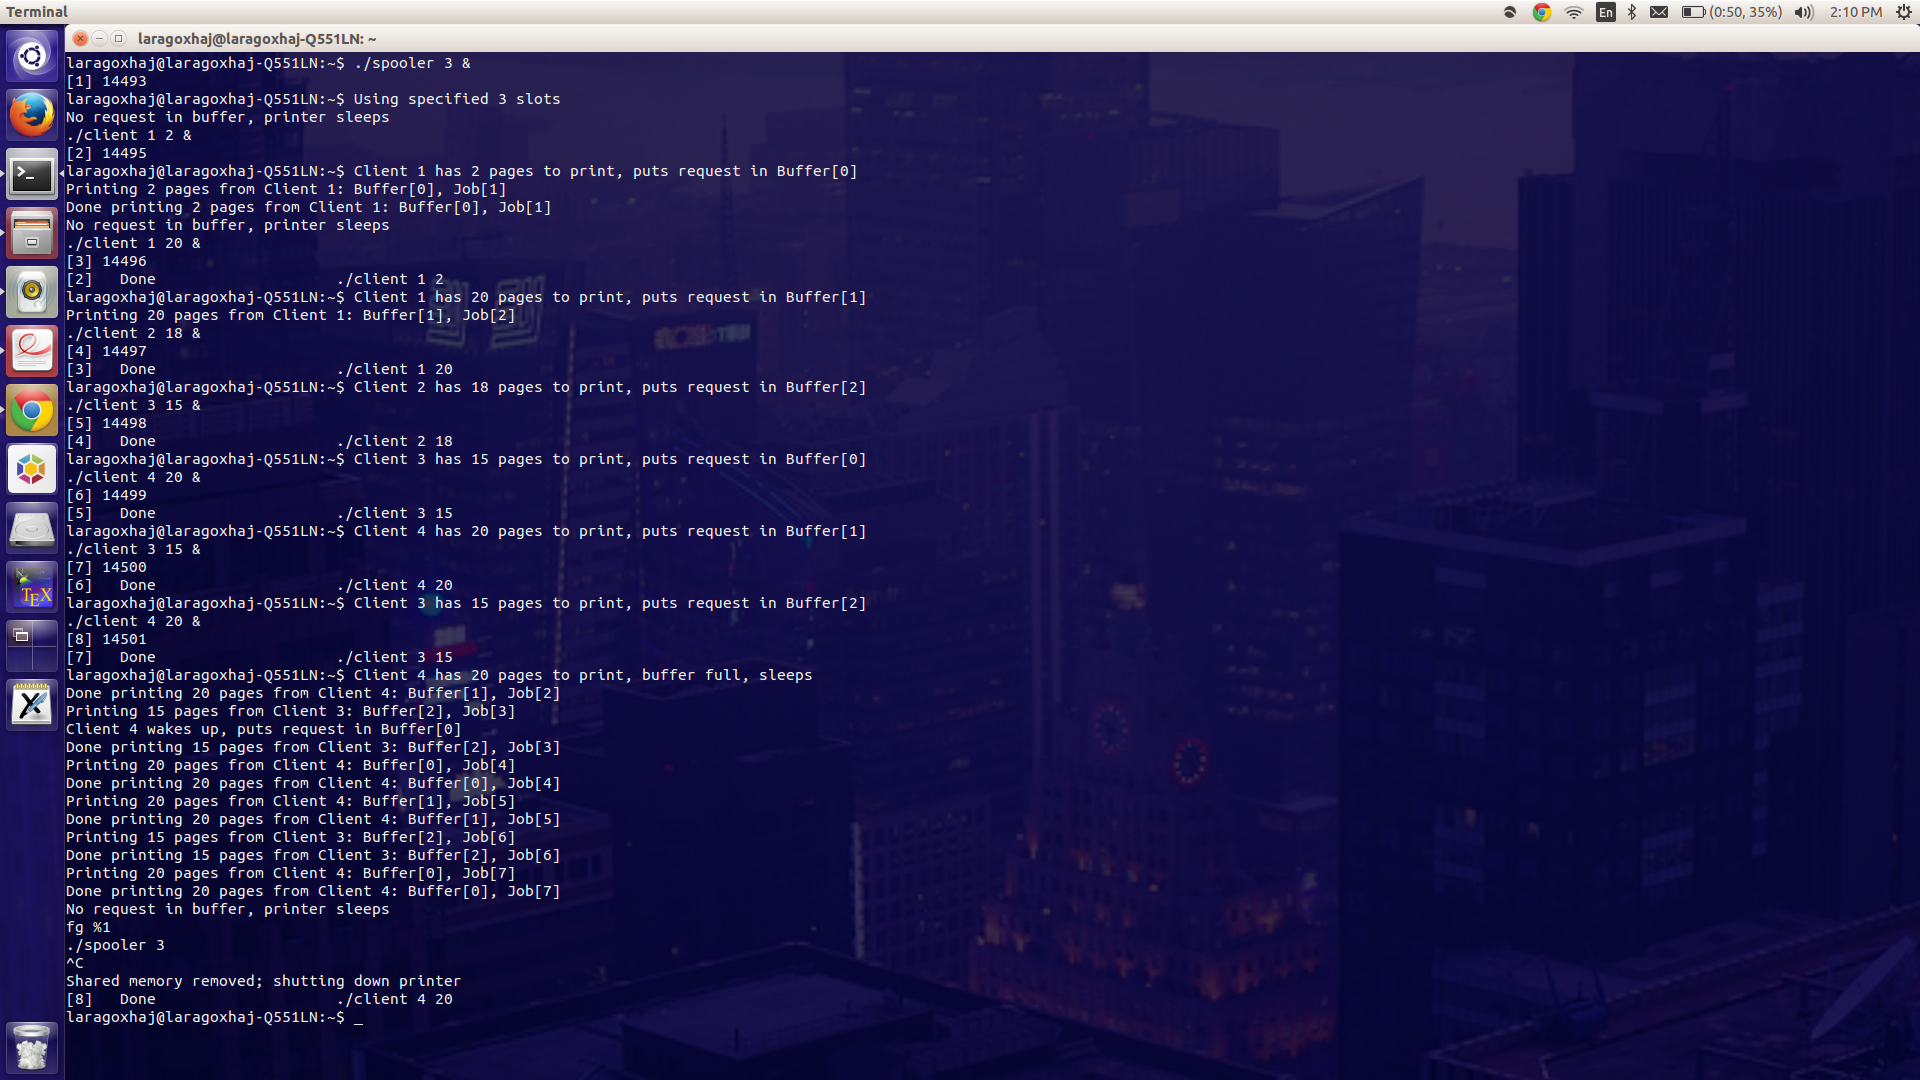 Terminal
En
(0:50, 35%)
2:10 PM
laragoxhaj@laragoxhaj-Q551LN: ~
laragoxhaj@laragoxhaj-Q551LN:~$ ./spooler 3 &
[1] 14493
laragoxhaj@laragoxhaj-Q551LN:~$ Using specified 3 slots
No request in buffer, printer sleeps
./client 1 2 &
[2] 14495
laragoxhaj@laragoxhaj-Q551LN:~$ Client 1 has 2 pages to print, puts request in Buffer[0]
Printing 2 pages from Client 1: Buffer[0], Job[1]
Done printing 2 pages from Client 1: Buffer[0], Job[1]
No request in buffer, printer sleeps
./client 1 20 &
[3] 14496
[2]   Done                    ./client 1 2
laragoxhaj@laragoxhaj-Q551LN:~$ Client 1 has 20 pages to print, puts request in Buffer[1]
Printing 20 pages from Client 1: Buffer[1], Job[2]
./client 2 18 &
[4] 14497
[3]   Done                    ./client 1 20
laragoxhaj@laragoxhaj-Q551LN:~$ Client 2 has 18 pages to print, puts request in Buffer[2]
./client 3 15 &
[5] 14498
[4]   Done                    ./client 2 18
laragoxhaj@laragoxhaj-Q551LN:~$ Client 3 has 15 pages to print, puts request in Buffer[0]
./client 4 20 &
[6] 14499
[5]   Done                    ./client 3 15
laragoxhaj@laragoxhaj-Q551LN:~$ Client 4 has 20 pages to print, puts request in Buffer[1]
./client 3 15 &
[7] 14500
[6]   Done                    ./client 4 20
laragoxhaj@laragoxhaj-Q551LN:~$ Client 3 has 15 pages to print, puts request in Buffer[2]
./client 4 20 &
[8] 14501
[7]   Done                    ./client 3 15
laragoxhaj@laragoxhaj-Q551LN:~$ Client 4 has 20 pages to print, buffer full, sleeps
Done printing 20 pages from Client 4: Buffer[1], Job[2]
Printing 15 pages from Client 3: Buffer[2], Job[3]
Client 4 wakes up, puts request in Buffer[0]
Done printing 15 pages from Client 3: Buffer[2], Job[3]
Printing 20 pages from Client 4: Buffer[0], Job[4]
Done printing 20 pages from Client 4: Buffer[0], Job[4]
Printing 20 pages from Client 4: Buffer[1], Job[5]
Done printing 20 pages from Client 4: Buffer[1], Job[5]
Printing 15 pages from Client 3: Buffer[2], Job[6]
Done printing 15 pages from Client 3: Buffer[2], Job[6]
Printing 20 pages from Client 4: Buffer[0], Job[7]
Done printing 20 pages from Client 4: Buffer[0], Job[7]
No request in buffer, printer sleeps
fg %1
./spooler 3
^C
Shared memory removed; shutting down printer
[8]   Done                    ./client 4 20
laragoxhaj@laragoxhaj-Q551LN:~$ _
TEX